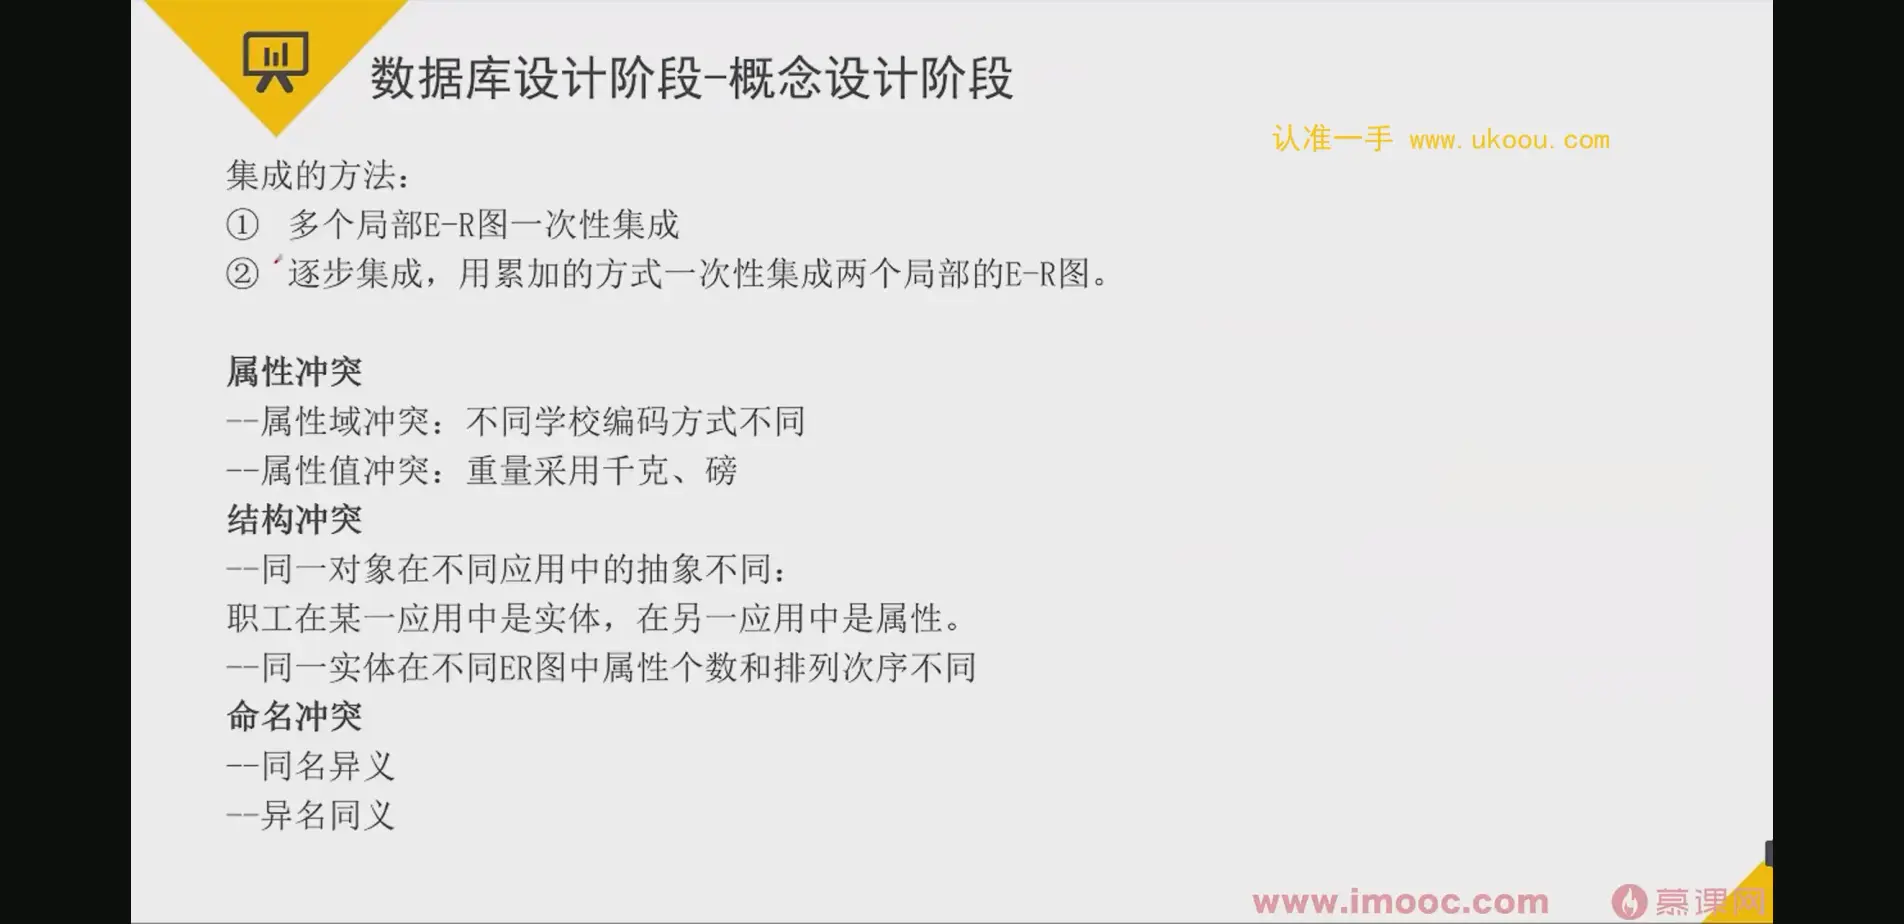 数据库设计阶段-概念设计阶段
认准一手 www.ukoou.com
集成的方法：
① 多个局部E-R图一次性集成
② 逐步集成，用累加的方式一次性集成两个局部的E-R图。
属性冲突
--属性域冲突：不同学校编码方式不同
--属性值冲突：重量采用千克、磅
结构冲突
--同一对象在不同应用中的抽象不同：
职工在某一应用中是实体，在另一应用中是属性。
--同一实体在不同ER图中属性个数和排列次序不同
命名冲突
--同名异义
--异名同义
www.imooc.com 慕课网